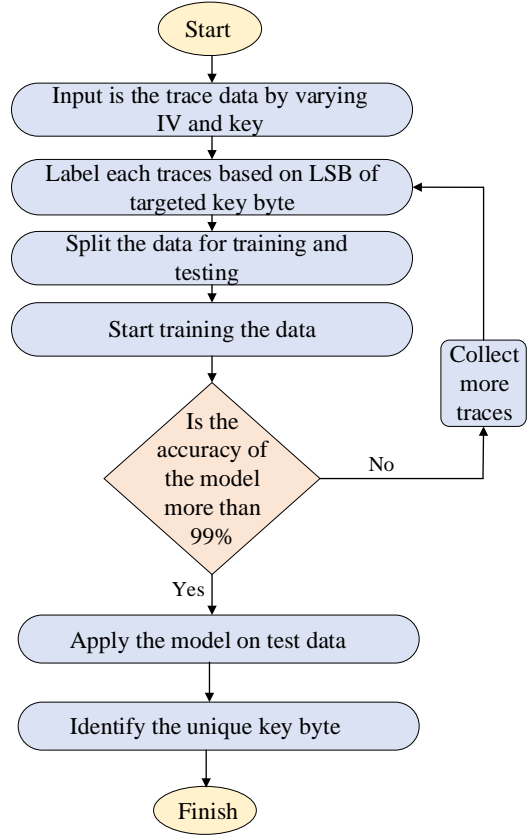 Start
Input is the trace data by varying
IV and key
Label each traces based on LSB of
targeted key byte
Split the data for training and
testing
Start training the data
Collect
more
traces
Is the
accuracy of
the model
more than
99%
No
Yes
Apply the model on test data
Identify the unique key byte
Finish